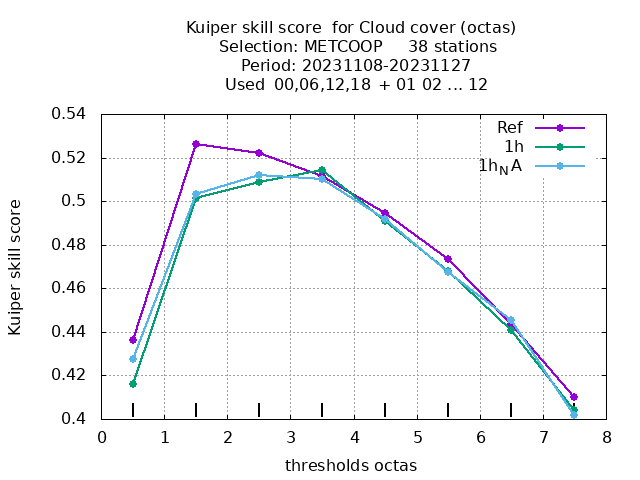 Kuiper skill score  for Cloud cover (octas)
Selection: METCOOP     38 stations
Period: 20231108-20231127
Used  00,06,12,18  + 01 02 ... 12
Ref
1h
1h_NA
0.54
0.52
0.5
0.48
0.46
0.44
0.42
0.4
Kuiper skill score
0 1 2 3 4 5 6 7 8
thresholds octas